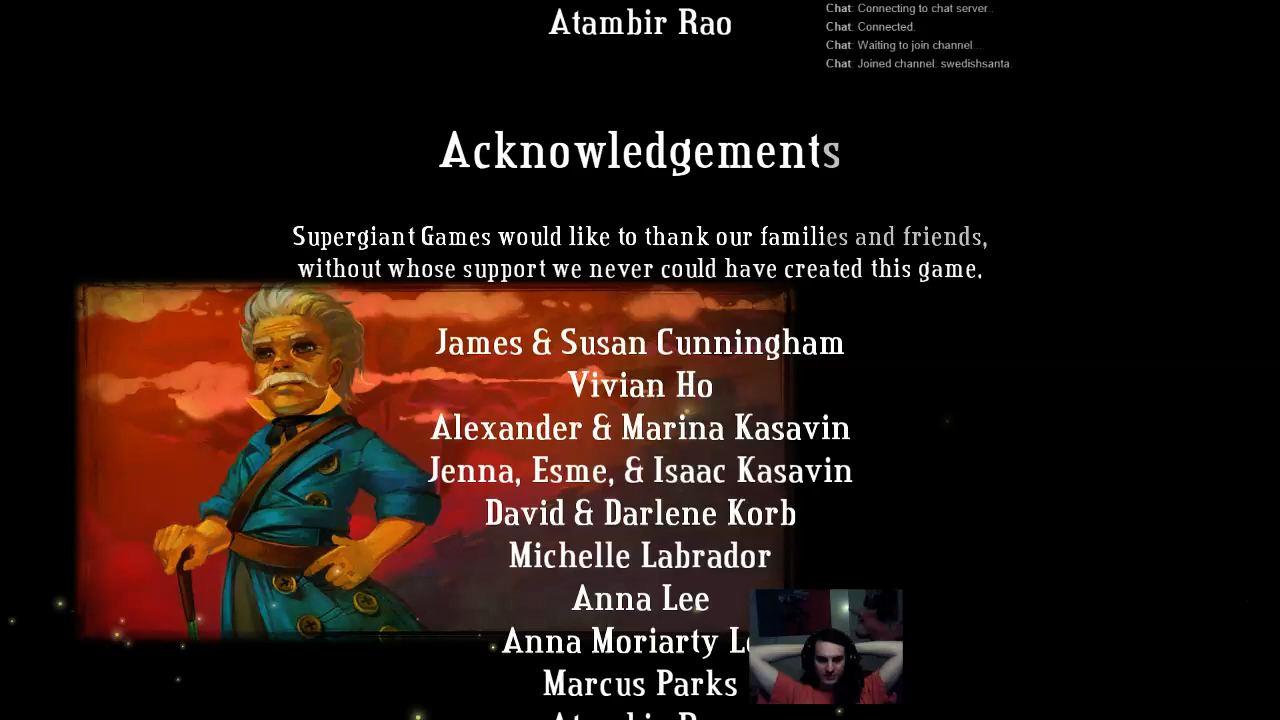 Atambir Rao
Chat: Connecting to chat server..
Chat: Connected.
Chat: Waiting to join channel...
Chat: Joined channel: swedishsanta.
Acknowledgements
Supergiant Games would like to thank our families and friends,
without whose support we never could have created this game.
James & Susan Cunningham
Vivian Ho
Alexander & Marina Kasavin
Jenna, Esme, & Isaac Kasavin
David & Darlene Korb
Michelle Labrador
Anna Lee
Anna Moriarty
Marcus Parks